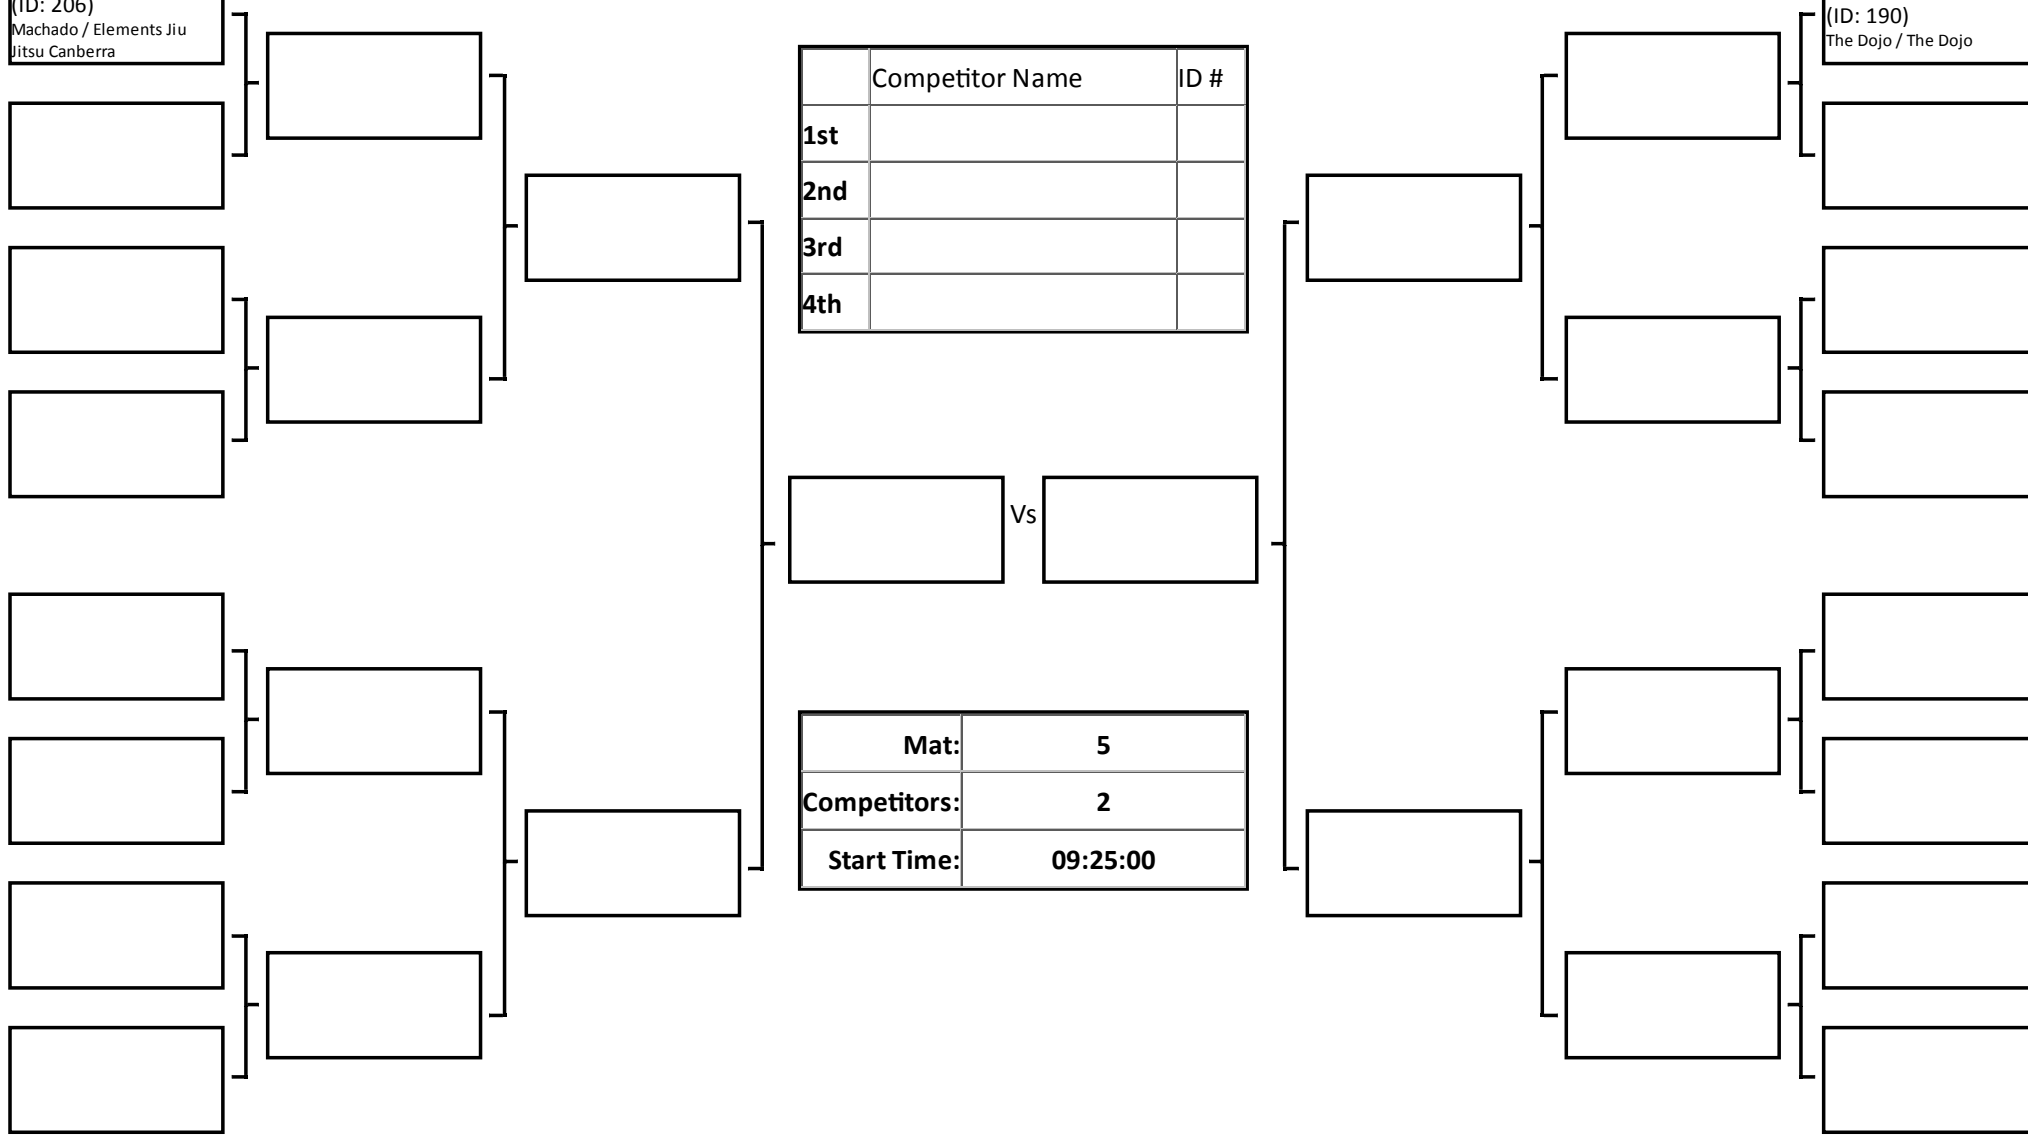 (ID: 206)
Machado / Elements Jiu
Jitsu Canberra
(ID: 190)
The Dojo / The Dojo
Competitor Name ID #
1st
2nd
3rd
4th
Vs
Mat: 5
Competitors: 2
Start Time: 09:25:00